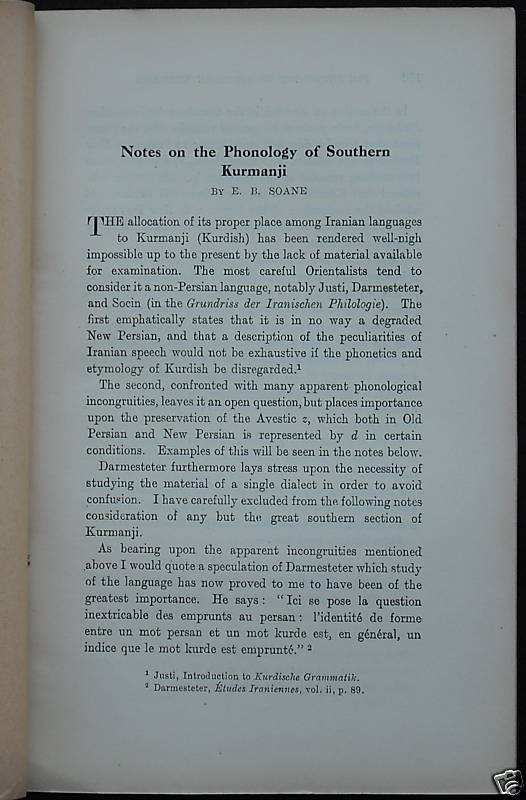 Notes on the Phonology of Southern
Kurmanji
By E. B. SOANE
THE allocation of its proper place among Iranian languages
to Kurmanji (Kurdish) has been rendered well-nigh
impossible up to the present by the lack of material available
for examination. The most careful Orientalists tend to
consider it a non-Persian language, notably Justi, Darmesteter,
and Socin (in the Grundriss der Iranischen Philologie). The
first emphatically states that it is in no way a degraded
New Persian, and that a description of the peculiarities of
Iranian speech would not be exhaustive if the phonetics and
etymology of Kurdish be disregarded.¹
The second, confronted with many apparent phonological
incongruities, leaves it an open question, but places importance
upon the preservation of the Avestic z, which both in Old
Persian and New Persian is represented by d in certain
conditions. Examples of this will be seen in the notes below.
Darmesteter furthermore lays stress upon the necessity of
studying the material of a single dialect in order to avoid
confusion. I have carefully excluded from the following notes
consideration of any but the great southern section of
Kurmanji.
As bearing upon the apparent incongruities mentioned
above I would quote a speculation of Darmesteter which study
of the language has now proved to me to have been of the
greatest importance. He says: "Ici se pose la question
inextricable des emprunts au persan: l'identité de forme
entre un mot persan et un mot kurde est, en général, un
indice que le mot kurde est emprunté." ²
¹ Justi, Introduction to Kurdische Grammatik.
² Darmesteter, Études Iraniennes, vol. ii, p. 89.